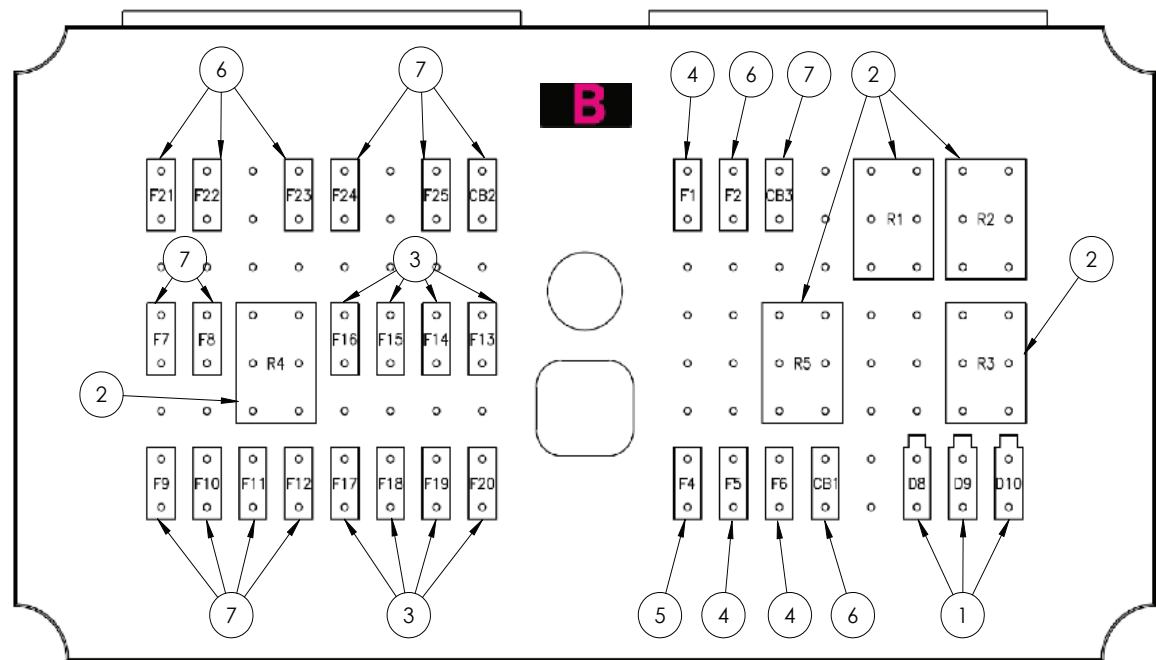 6 7 4 6 7 2
B
F21 F22 F23 F24 F25 CB2 F1 F2 CB3 R1 R2
7 3 2
F7 F8 R4 F16 F15 F14 F13 R5 R3
2
F9 F10 F11 F12 F17 F18 F19 F20 F4 F5 F6 CB1 D8 D9 D10
7 3 5 4 4 6 1